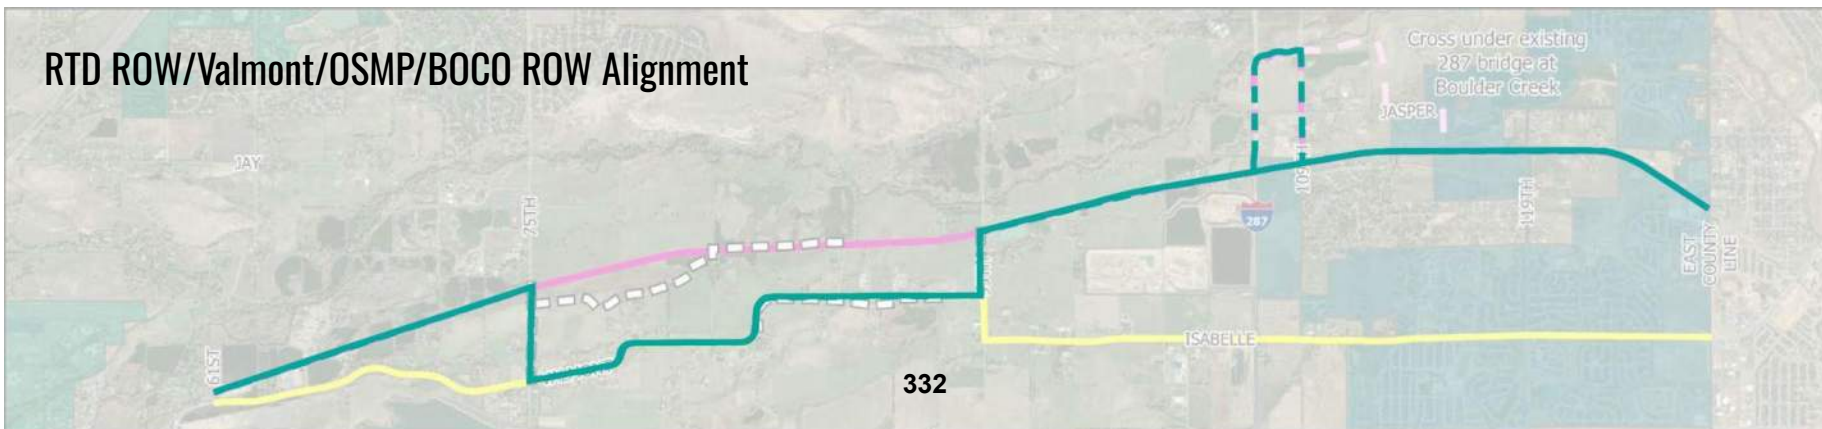 RTD ROW/Valmont/OSMP/BOCO ROW Alignment
Cross under existing
287 bridge at
Boulder Creek
JASPER
JAY
75TH
287
119TH
EAST
COUNTY
LINE
61ST
ISABELLE
332